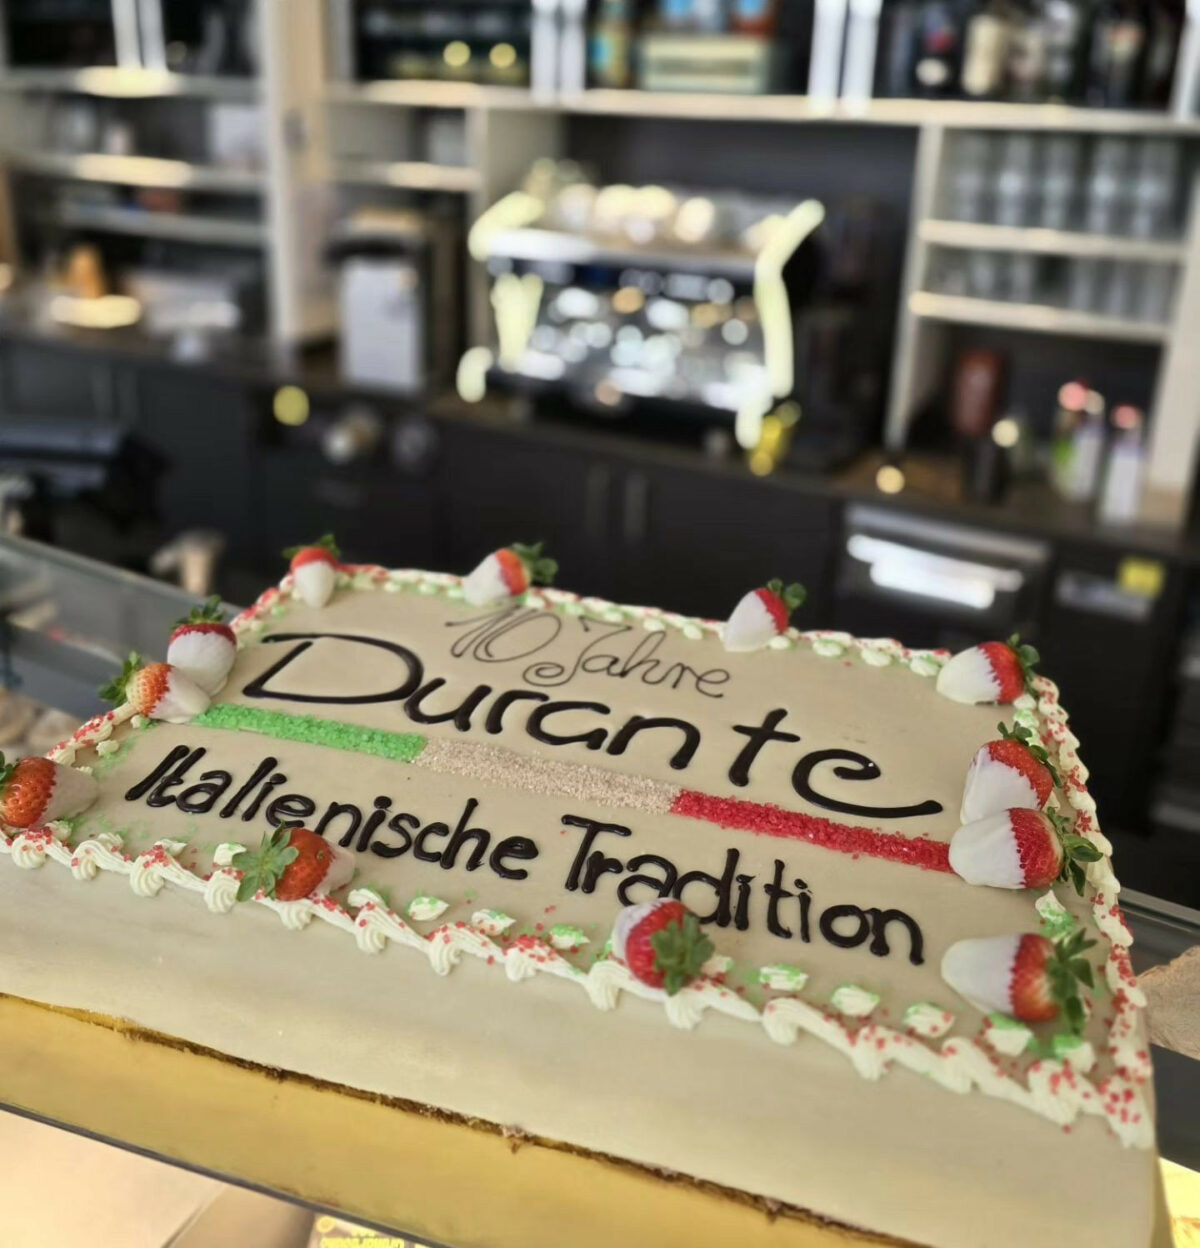 10 Jahre
Durante
Italienische Tradition